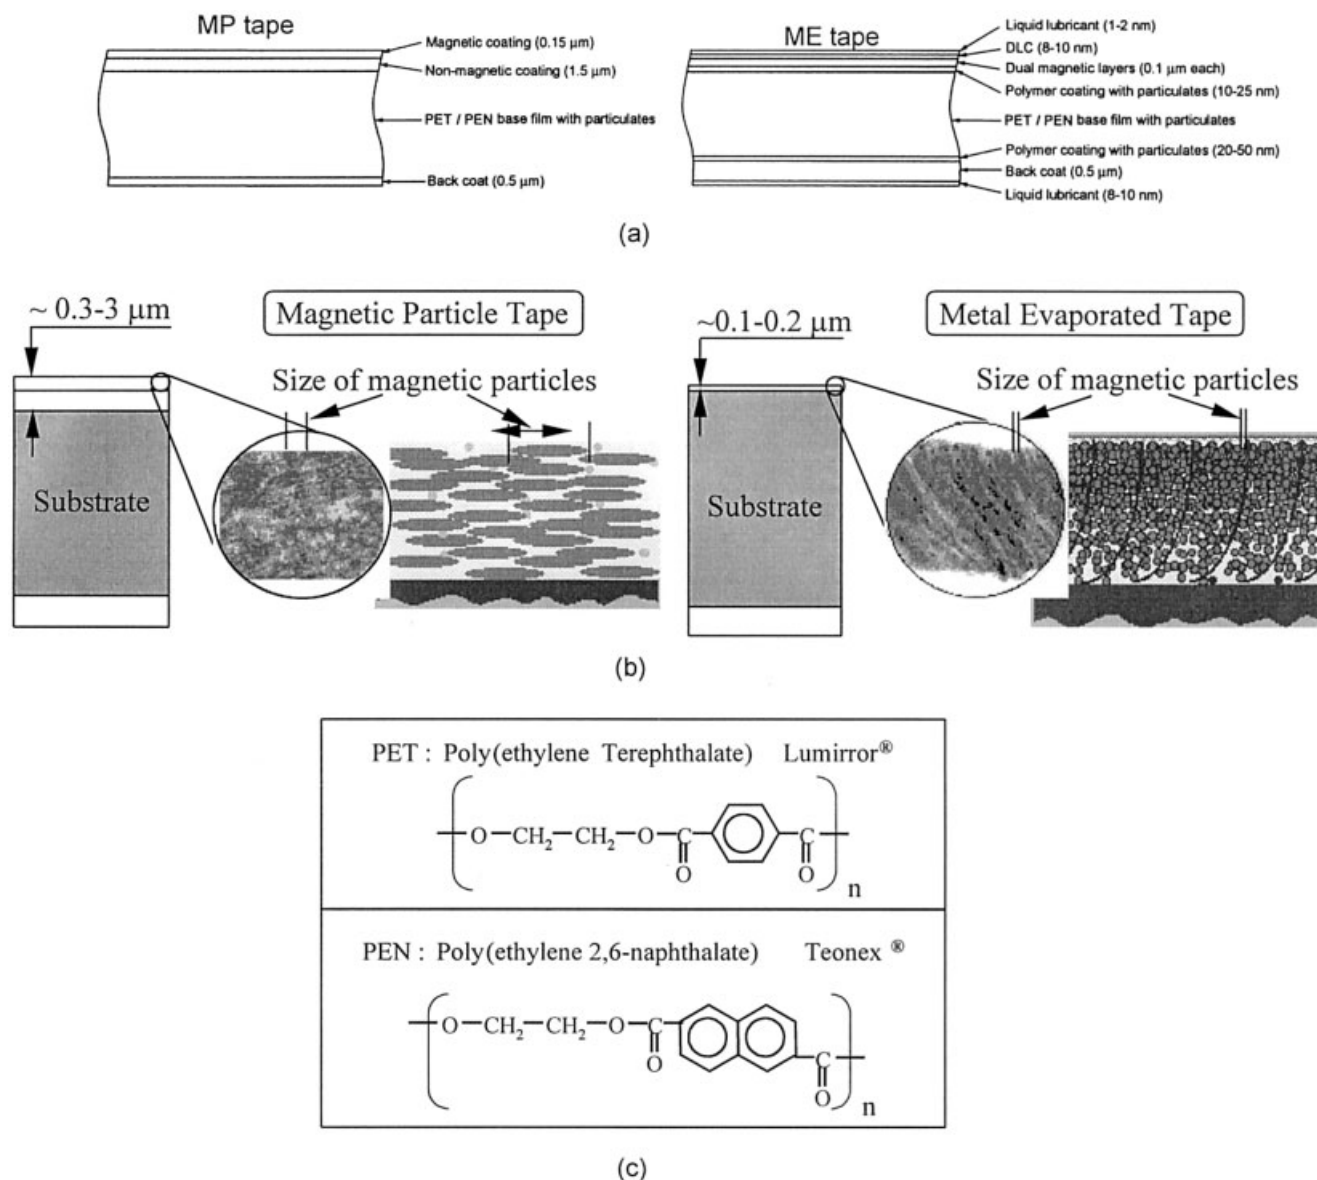 MP tape
Magnetic coating (0.15 µm)
Non-magnetic coating (1.5 µm)
PET / PEN base film with particulates
Back coat (0.5 µm)
ME tape
Liquid lubricant (1-2 nm)
DLC (8-10 nm)
Dual magnetic layers (0.1 µm each)
Polymer coating with particulates (10-25 nm)
PET / PEN base film with particulates
Polymer coating with particulates (20-50 nm)
Back coat (0.5 µm)
Liquid lubricant (8-10 nm)
(a)
~ 0.3-3 µm
Magnetic Particle Tape
Size of magnetic particles
Substrate
~0.1-0.2 µm
Metal Evaporated Tape
Size of magnetic particles
Substrate
(b)
PET : Poly(ethylene Terephthalate) Lumirror®
O—CH₂—CH₂—O—C C
O O
n
PEN : Poly(ethylene 2,6-naphthalate) Teonex ®
O—CH₂—CH₂—O—C
C
O
O
n
(c)